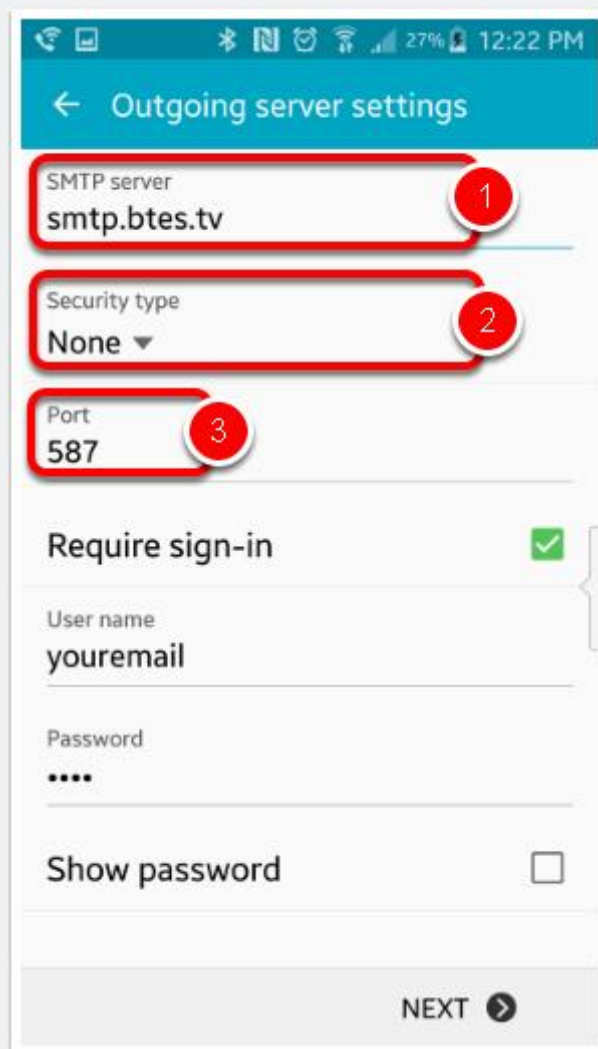 27% 12:22 PM
Outgoing server settings
SMTP server
smtp.btes.tv
1
Security type
None
2
Port
587
3
Require sign-in
User name
youremail
Password
••••
Show password
NEXT